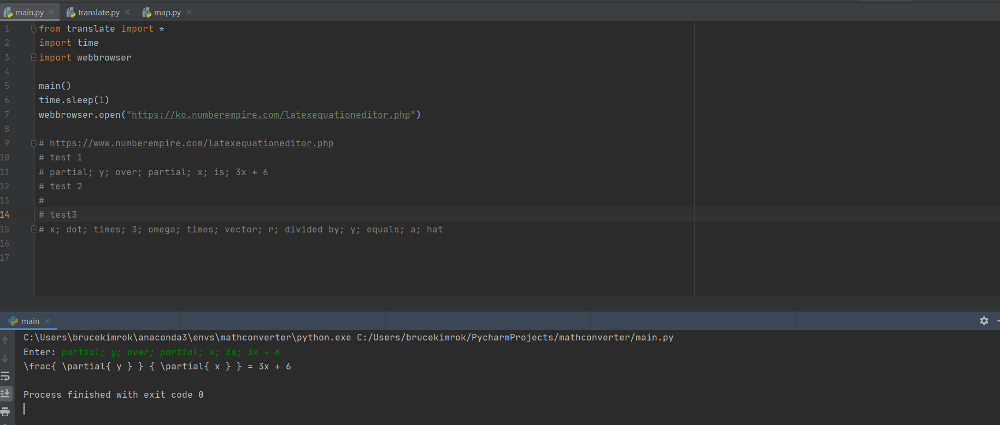 main.py translate.py map.py
1 from translate import *
2 import time
3 import webbrowser
4
5 main()
6 time.sleep(1)
7 webbrowser.open("https://ko.numberempire.com/latexequationeditor.php")
8
9 # https://www.numberempire.com/latexequationeditor.php
10 # test 1
11 # partial; y; over; partial; x; is; 3x + 6
12 # test 2
13 #
14 # test3
15 # x; dot; times; 3; omega; times; vector; r; divided by; y; equals; a; hat
16
17
main
C:\Users\brucekimrok\anaconda3\envs\mathconverter\python.exe C:/Users/brucekimrok/PycharmProjects/mathconverter/main.py
Enter: partial; y; over; partial; x; is; 3x + 6
\frac{ \partial{ y } } { \partial{ x } } = 3x + 6
Process finished with exit code 0